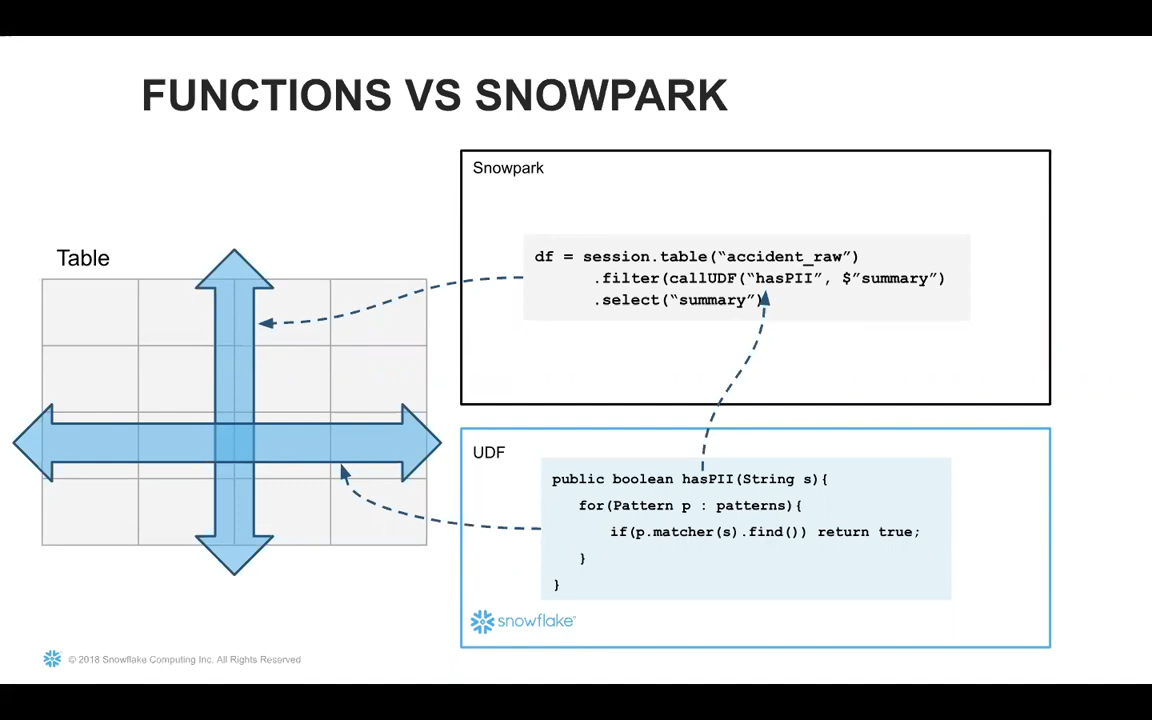 FUNCTIONS VS SNOWPARK
Table
Snowpark
df = session.table(“accident_raw”)
.filter(callUDF(“hasPII”, $”summary”)
.select(“summary”)
UDF
public boolean hasPII(String s){
for(Pattern p : patterns){
if(p.matcher(s).find()) return true;
}
}
snowflake
© 2018 Snowflake Computing Inc. All Rights Reserved